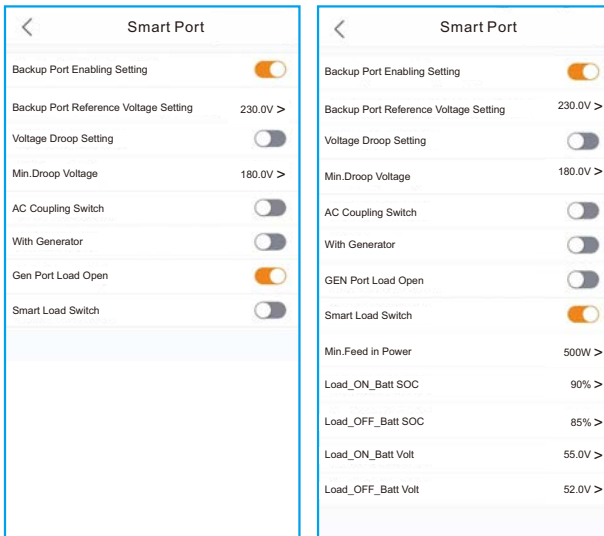 Smart Port
Backup Port Enabling Setting
Backup Port Reference Voltage Setting 230.0V >
Voltage Droop Setting
Min.Droop Voltage 180.0V >
AC Coupling Switch
With Generator
Gen Port Load Open
Smart Load Switch
Smart Port
Backup Port Enabling Setting
Backup Port Reference Voltage Setting 230.0V >
Voltage Droop Setting
Min.Droop Voltage 180.0V >
AC Coupling Switch
With Generator
GEN Port Load Open
Smart Load Switch
Min.Feed in Power 500W >
Load_ON_Batt SOC 90% >
Load_OFF_Batt SOC 85% >
Load_ON_Batt Volt 55.0V >
Load_OFF_Batt Volt 52.0V >